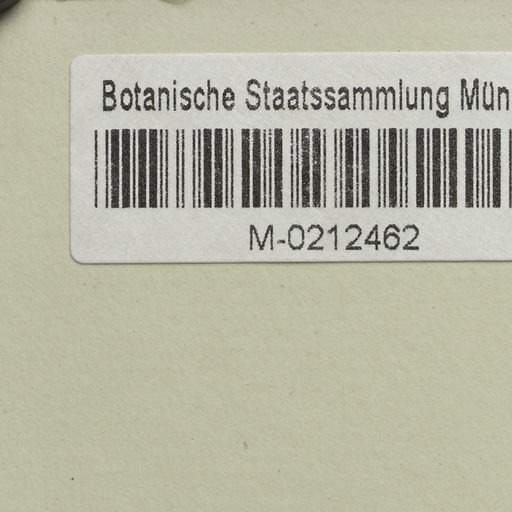 Botanische Staatssammlung Mün
M-0212462